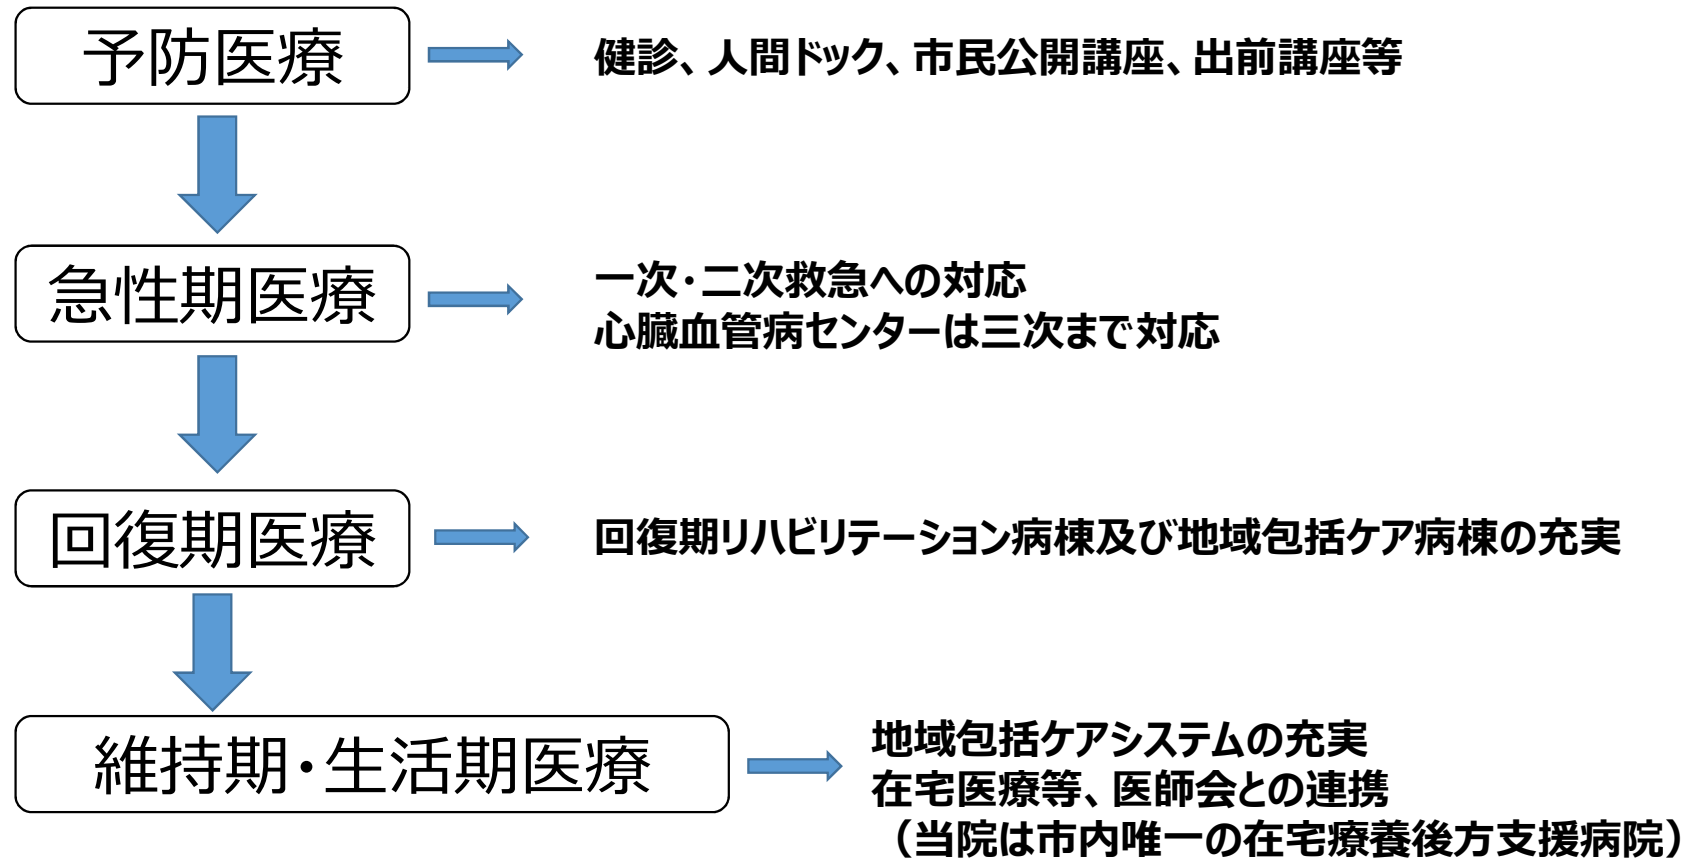 予防医療
健診、人間ドック、市民公開講座、出前講座等
急性期医療
一次・二次救急への対応
心臓血管病センターは三次まで対応
回復期医療
回復期リハビリテーション病棟及び地域包括ケア病棟の充実
維持期・生活期医療
地域包括ケアシステムの充実
在宅医療等、医師会との連携
（当院は市内唯一の在宅療養後方支援病院）